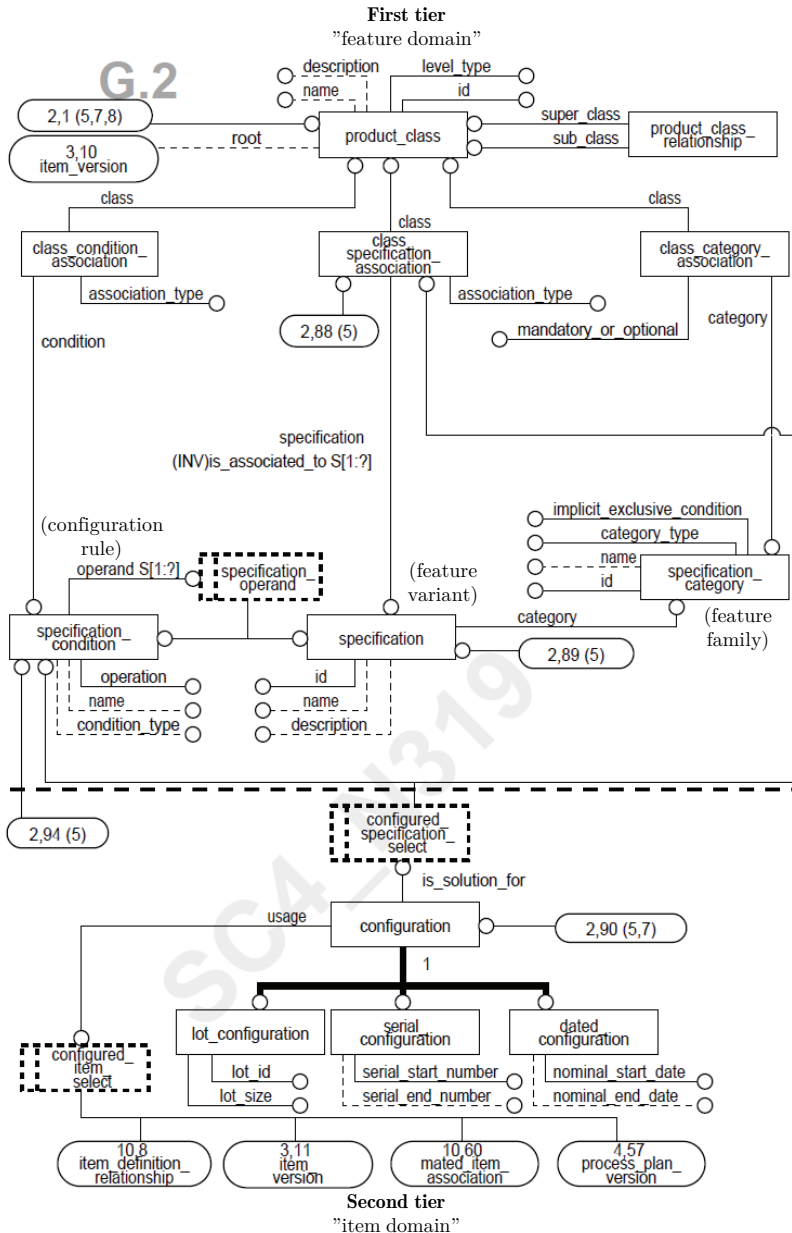 First tier
"feature domain"
G.2
description
level_type
name
id
2,1 (5,7,8)
super_class
product_class
product_class_
relationship
root
sub_class
3,10
item_version
class
class
class
class_condition_
association
class_
specification_
association
class_category_
association
association_type
association_type
2,88 (5)
mandatory_or_optional
category
condition
specification
(INV)is_associated_to S[1:?]
implicit_exclusive_condition
(configuration
rule)
category_type
operand S[1:?]
specification_
operand
(feature
variant)
name
specification_
category
id
category
(feature
family)
specification_
condition
specification
2,89 (5)
operation
id
name
name
condition_type
description
SC4_N319
2,94 (5)
configured_
specification_
select
is_solution_for
usage
configuration
2,90 (5,7)
1
lot_configuration
serial_
configuration
dated_
configuration
configured_
item_
select
lot_id
serial_start_number
nominal_start_date
lot_size
serial_end_number
nominal_end_date
10,8
item_definition_
relationship
3,11
item_
version
10,60
mated_item_
association
4,57
process_plan_
version
Second tier
"item domain"